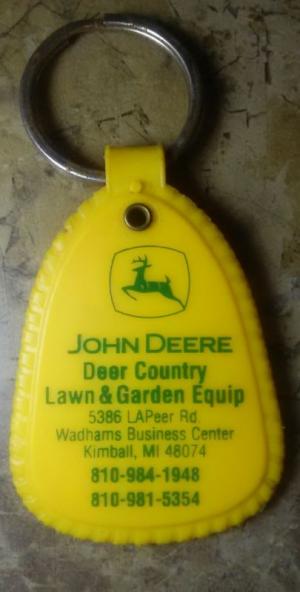 JOHN DEERE
Deer Country
Lawn & Garden Equip
5386 LAPeer Rd.
Wadhams Business Center
Kimball, MI 48074
810-984-1948
810-981-5354